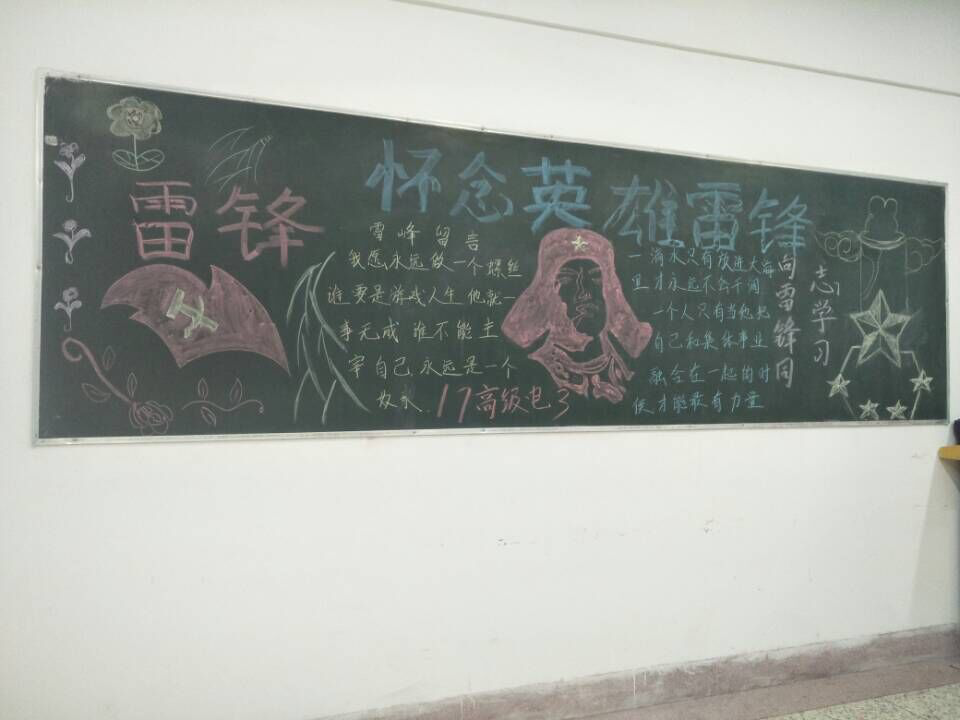 雷锋
怀念英雄雷锋
雷峰留言
我愿永远做一个螺丝
谁要是游戏人生他就一
事无成谁不能主
宰自己永远是一个
奴永
17高级电3
一滴水只有放进大海
里才永远不会干涸
一个人只有当他把
自己和集体事业
融合在一起的时
候才能最有力量
向雷锋同
志学习